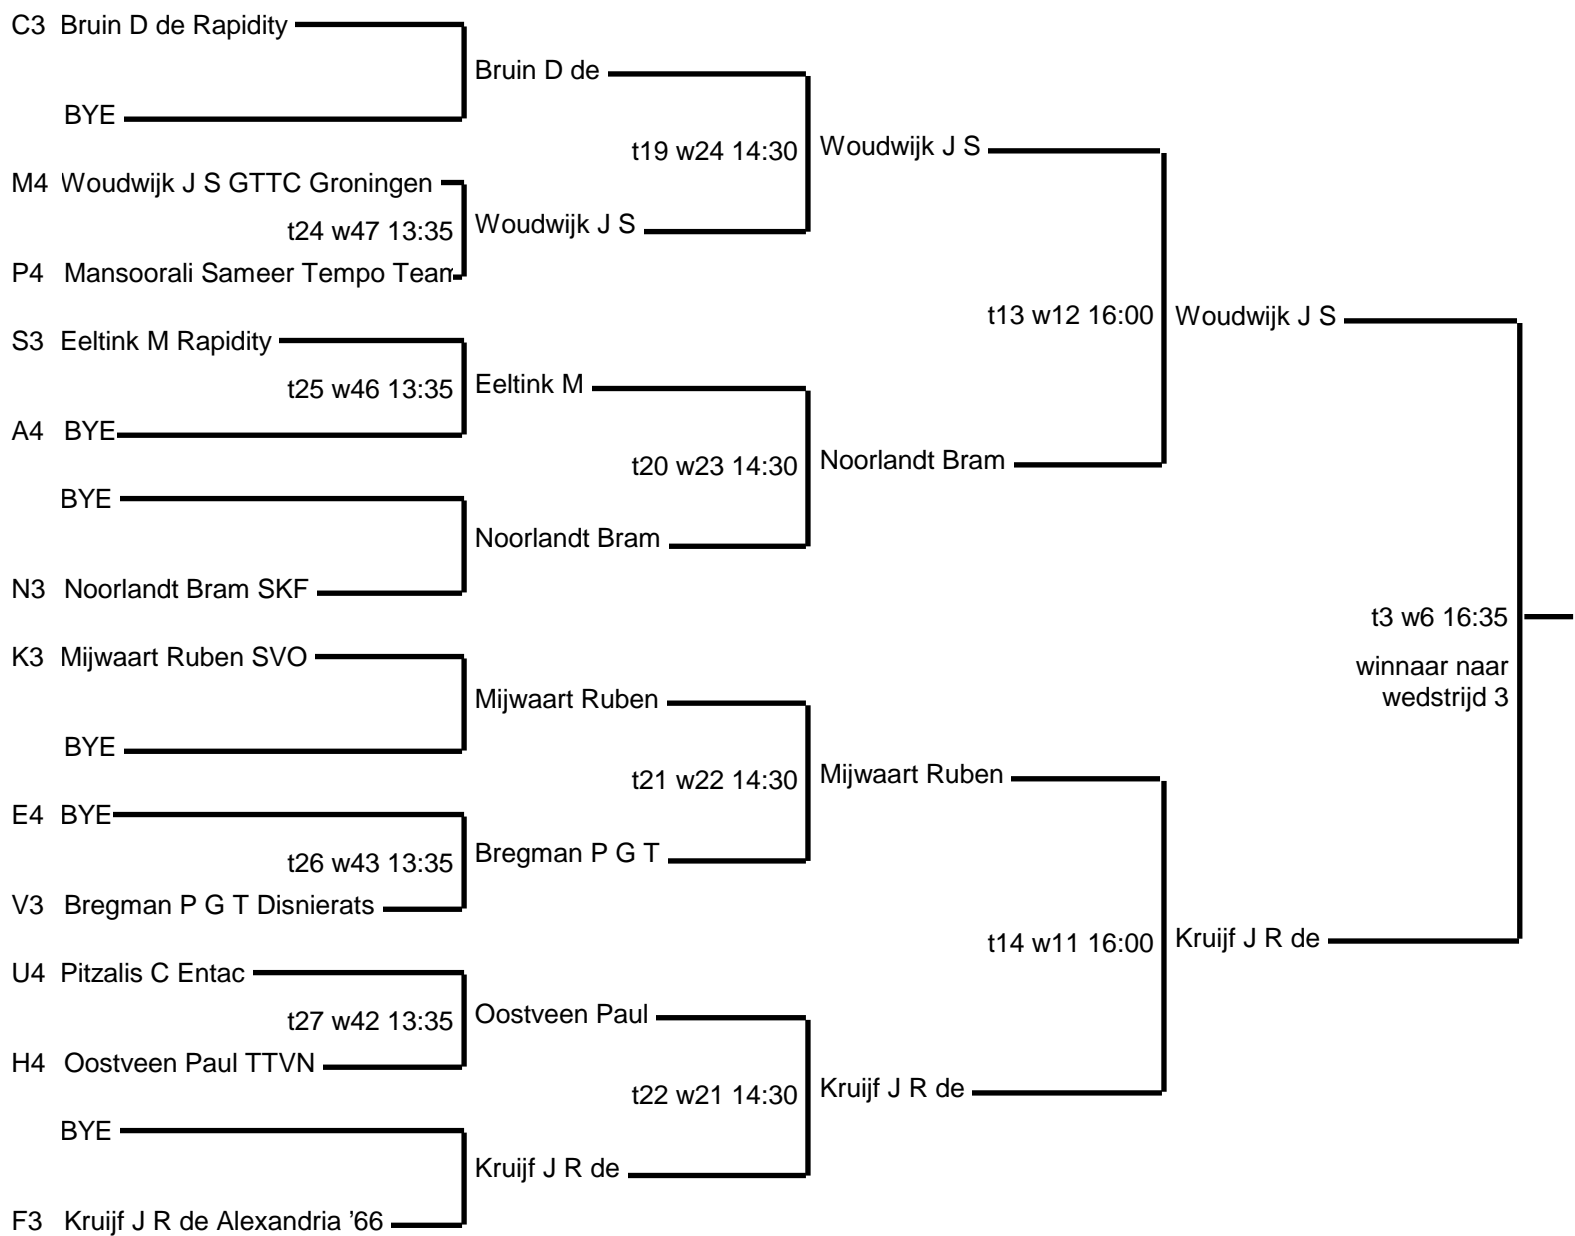 C3 Bruin D de Rapidity
Bruin D de
BYE
t19 w24 14:30
Woudwijk J S
M4 Woudwijk J S GTTC Groningen
t24 w47 13:35
Woudwijk J S
P4 Mansoorali Sameer Tempo Team
t13 w12 16:00
Woudwijk J S
S3 Eeltink M Rapidity
t25 w46 13:35
Eeltink M
A4 BYE
t20 w23 14:30
Noorlandt Bram
BYE
Noorlandt Bram
N3 Noorlandt Bram SKF
t3 w6 16:35
winnaar naar
wedstrijd 3
K3 Mijwaart Ruben SVO
Mijwaart Ruben
BYE
t21 w22 14:30
Mijwaart Ruben
E4 BYE
t26 w43 13:35
Bregman P G T
V3 Bregman P G T Disnierats
t14 w11 16:00
Kruijf J R de
U4 Pitzalis C Entac
t27 w42 13:35
Oostveen Paul
H4 Oostveen Paul TTVN
t22 w21 14:30
Kruijf J R de
BYE
Kruijf J R de
F3 Kruijf J R de Alexandria '66